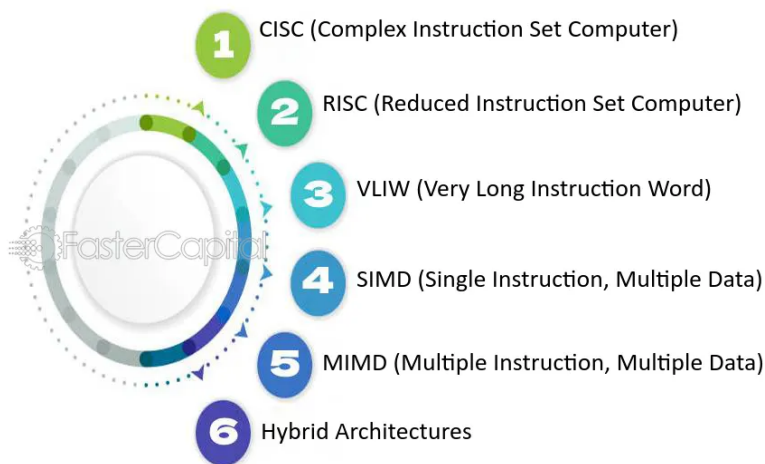 1 CISC (Complex Instruction Set Computer)
2 RISC (Reduced Instruction Set Computer)
3 VLIW (Very Long Instruction Word)
FasterCapital
4 SIMD (Single Instruction, Multiple Data)
5 MIMD (Multiple Instruction, Multiple Data)
6 Hybrid Architectures